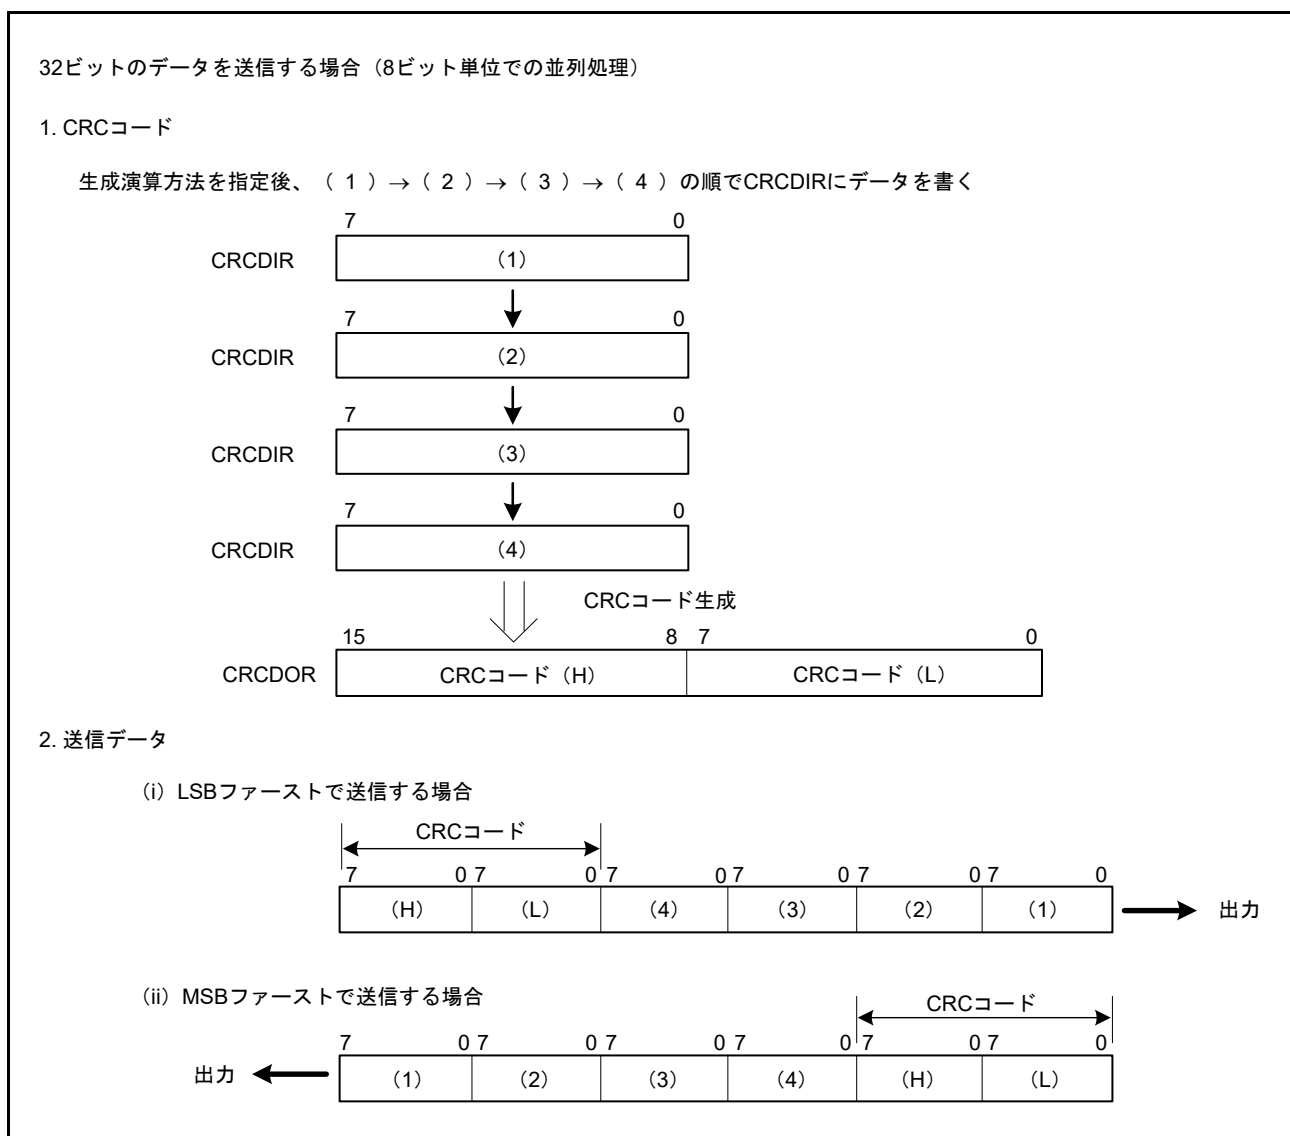 32ビットのデータを送信する場合（8ビット単位での並列処理）
1. CRCコード
生成演算方法を指定後、（ 1 ）→（ 2 ）→（ 3 ）→（ 4 ）の順でCRCDIRにデータを書く
7 0
CRCDIR （1）
7 0
CRCDIR （2）
7 0
CRCDIR （3）
7 0
CRCDIR （4）
CRCコード生成
15 8 7 0
CRCDOR CRCコード（H） CRCコード（L）
2. 送信データ
（i）LSBファーストで送信する場合
CRCコード
7 0 7 0 7 0 7 0 7 0 7 0
（H） （L） （4） （3） （2） （1） 出力
（ii）MSBファーストで送信する場合
CRCコード
7 0 7 0 7 0 7 0 7 0 7 0
出力 （1） （2） （3） （4） （H） （L）